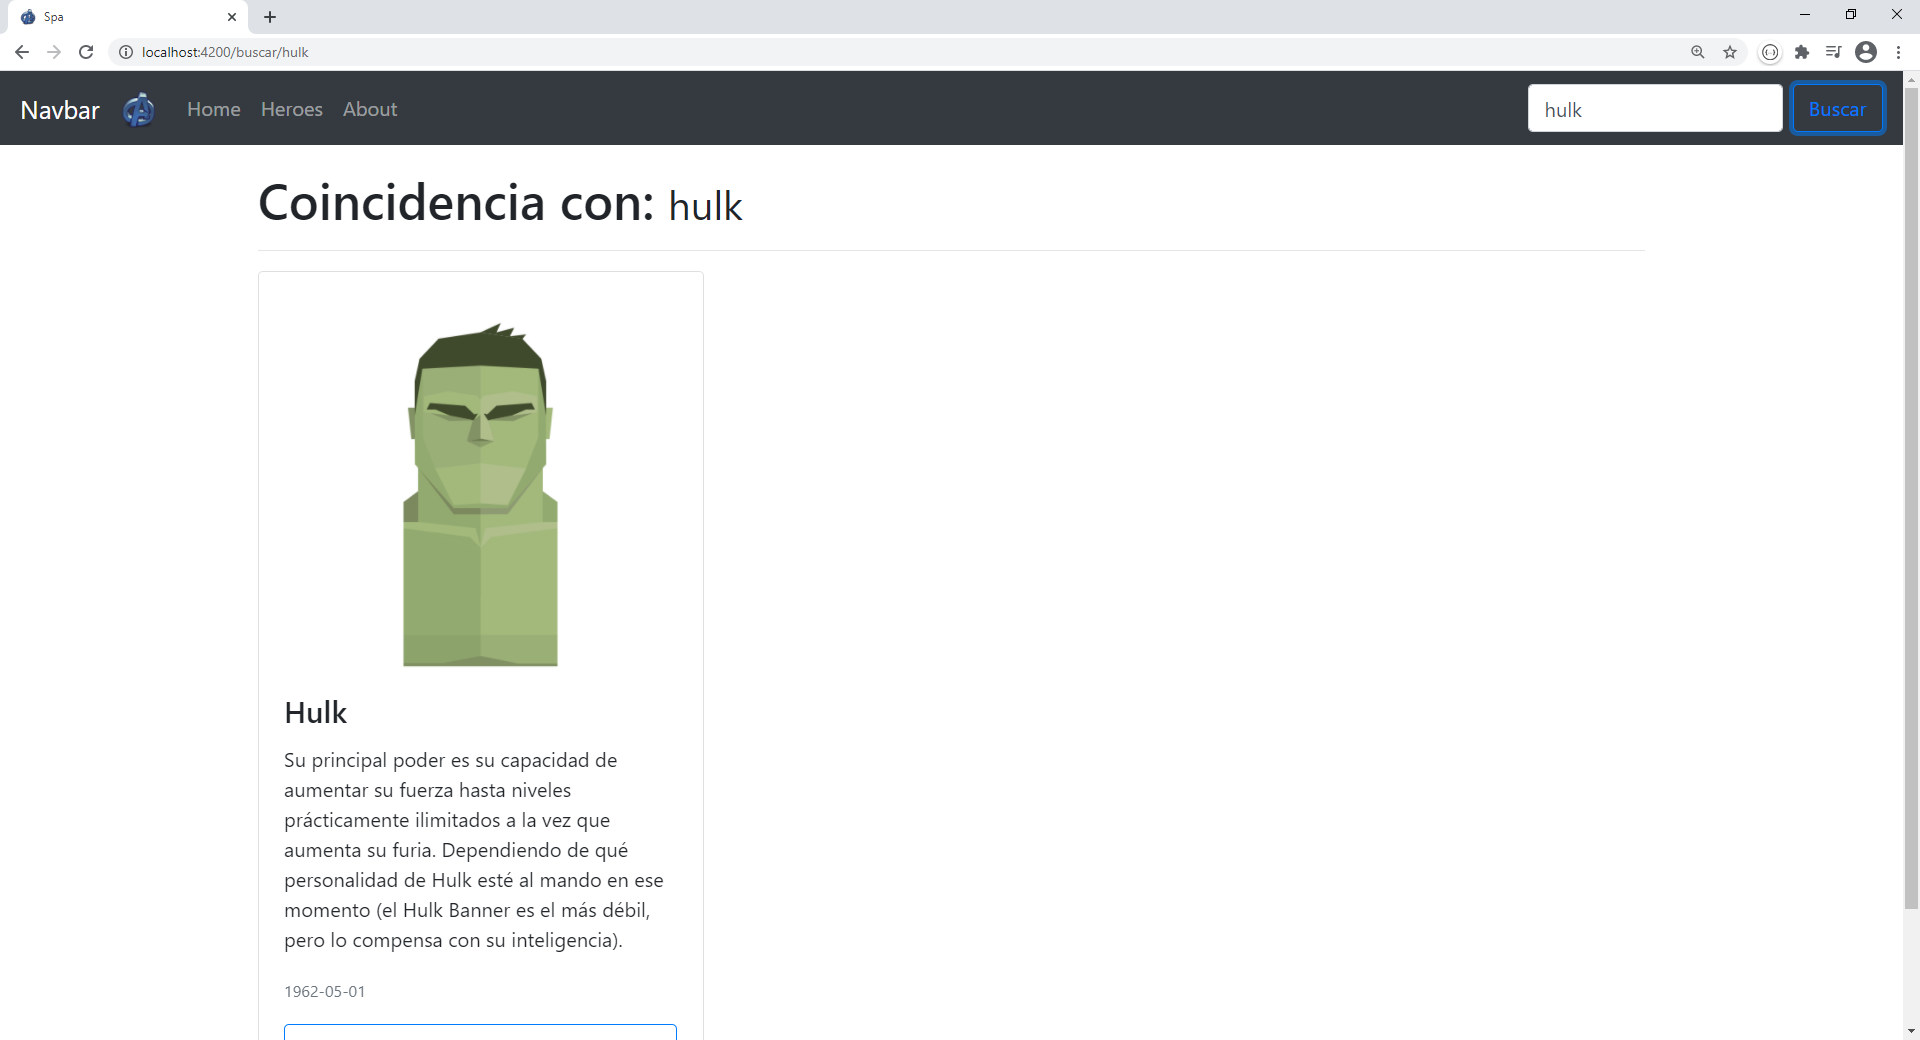 Spa
localhost:4200/buscar/hulk
Navbar Home Heroes About hulk Buscar
Coincidencia con: hulk
Hulk
Su principal poder es su capacidad de
aumentar su fuerza hasta niveles
prácticamente ilimitados a la vez que
aumenta su furia. Dependiendo de qué
personalidad de Hulk esté al mando en ese
momento (el Hulk Banner es el más débil,
pero lo compensa con su inteligencia).
1962-05-01